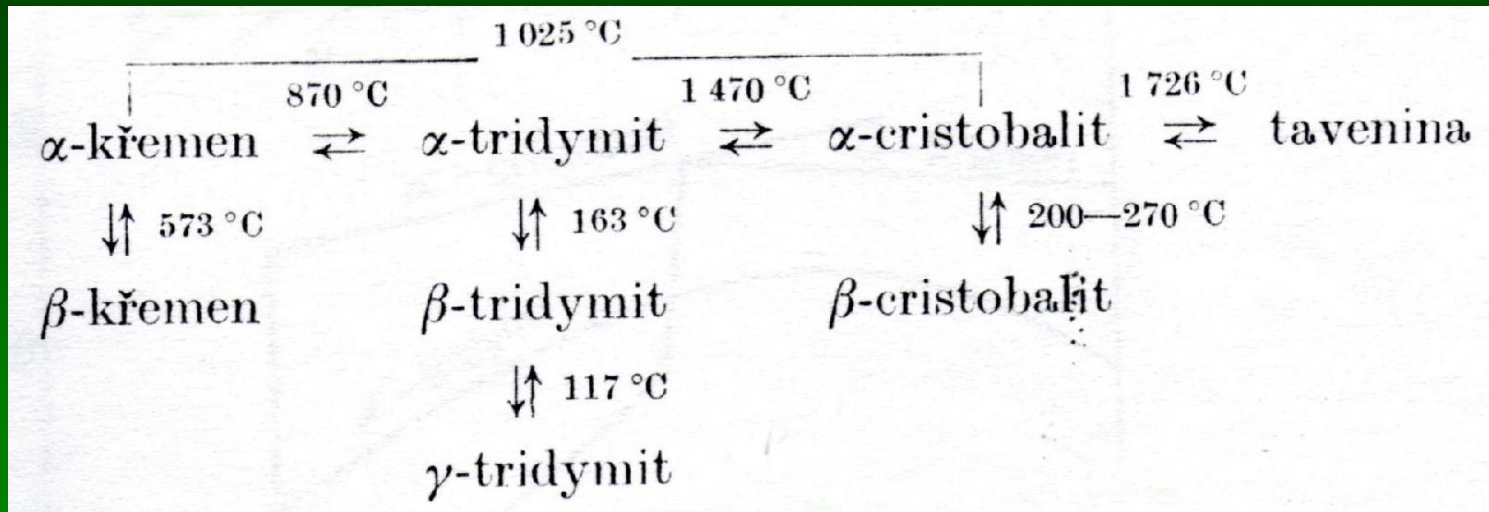 1 025 °C
870 °C 1 470 °C 1 726 °C
α-křemen ⇄ α-tridymit ⇄ α-cristobalit ⇄ tavenina
↓↑ 573 °C ↓↑ 163 °C ↓↑ 200—270 °C
β-křemen β-tridymit β-cristobalit
↓↑ 117 °C
γ-tridymit